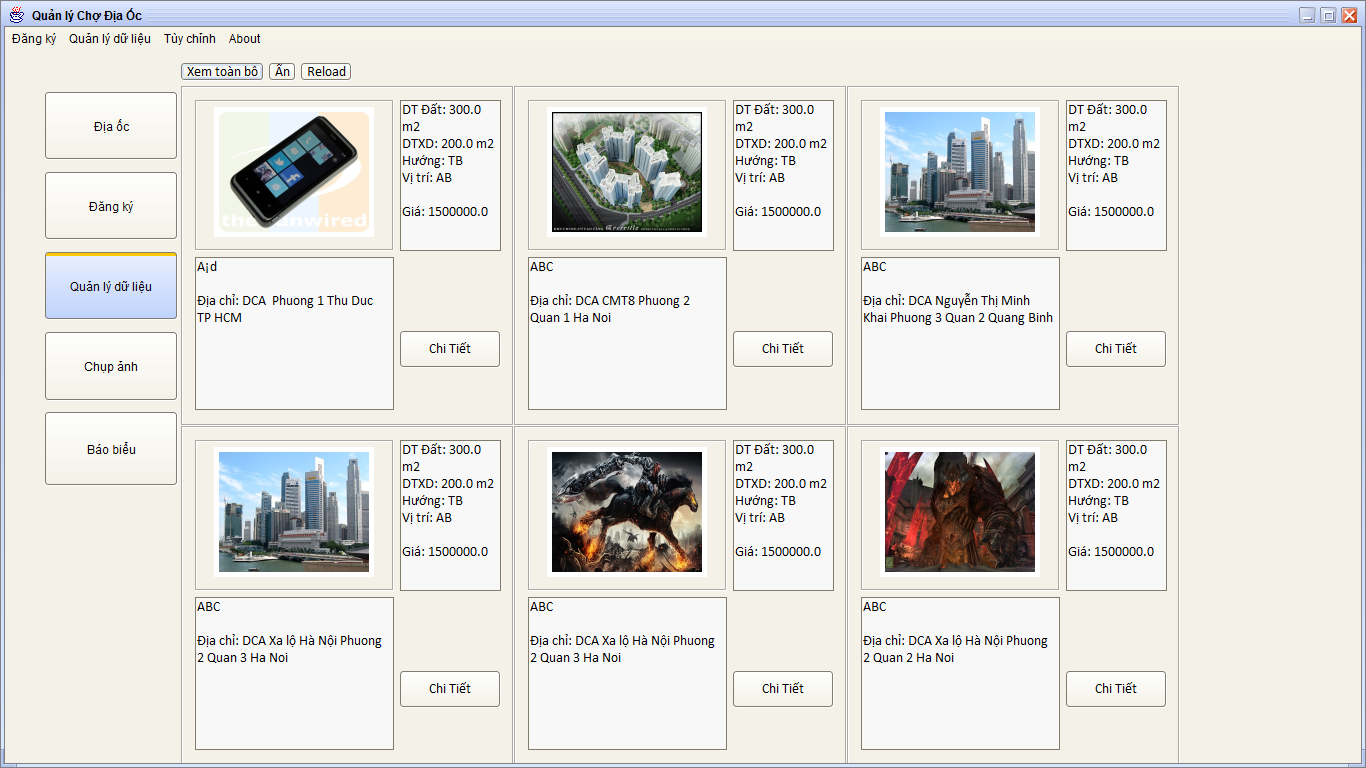 Quản lý Chợ Địa Ốc
Đăng ký Quản lý dữ liệu Tùy chỉnh About
Xem toàn bô Ẩn Reload
Địa ốc
Đăng ký
Quản lý dữ liệu
Chụp ảnh
Báo biểu
DT Đất: 300.0
m2
DTXD: 200.0 m2
Hướng: TB
Vị trí: AB
Giá: 1500000.0
A¡d
Địa chỉ: DCA  Phuong 1 Thu Duc
TP HCM
Chi Tiết
DT Đất: 300.0
m2
DTXD: 200.0 m2
Hướng: TB
Vị trí: AB
Giá: 1500000.0
ABC
Địa chỉ: DCA CMT8 Phuong 2
Quan 1 Ha Noi
Chi Tiết
DT Đất: 300.0
m2
DTXD: 200.0 m2
Hướng: TB
Vị trí: AB
Giá: 1500000.0
ABC
Địa chỉ: DCA Nguyễn Thị Minh
Khai Phuong 3 Quan 2 Quang Binh
Chi Tiết
DT Đất: 300.0
m2
DTXD: 200.0 m2
Hướng: TB
Vị trí: AB
Giá: 1500000.0
ABC
Địa chỉ: DCA Xa lộ Hà Nội Phuong
2 Quan 3 Ha Noi
Chi Tiết
DT Đất: 300.0
m2
DTXD: 200.0 m2
Hướng: TB
Vị trí: AB
Giá: 1500000.0
ABC
Địa chỉ: DCA Xa lộ Hà Nội Phuong
2 Quan 3 Ha Noi
Chi Tiết
DT Đất: 300.0
m2
DTXD: 200.0 m2
Hướng: TB
Vị trí: AB
Giá: 1500000.0
ABC
Địa chỉ: DCA Xa lộ Hà Nội Phuong
2 Quan 2 Ha Noi
Chi Tiết